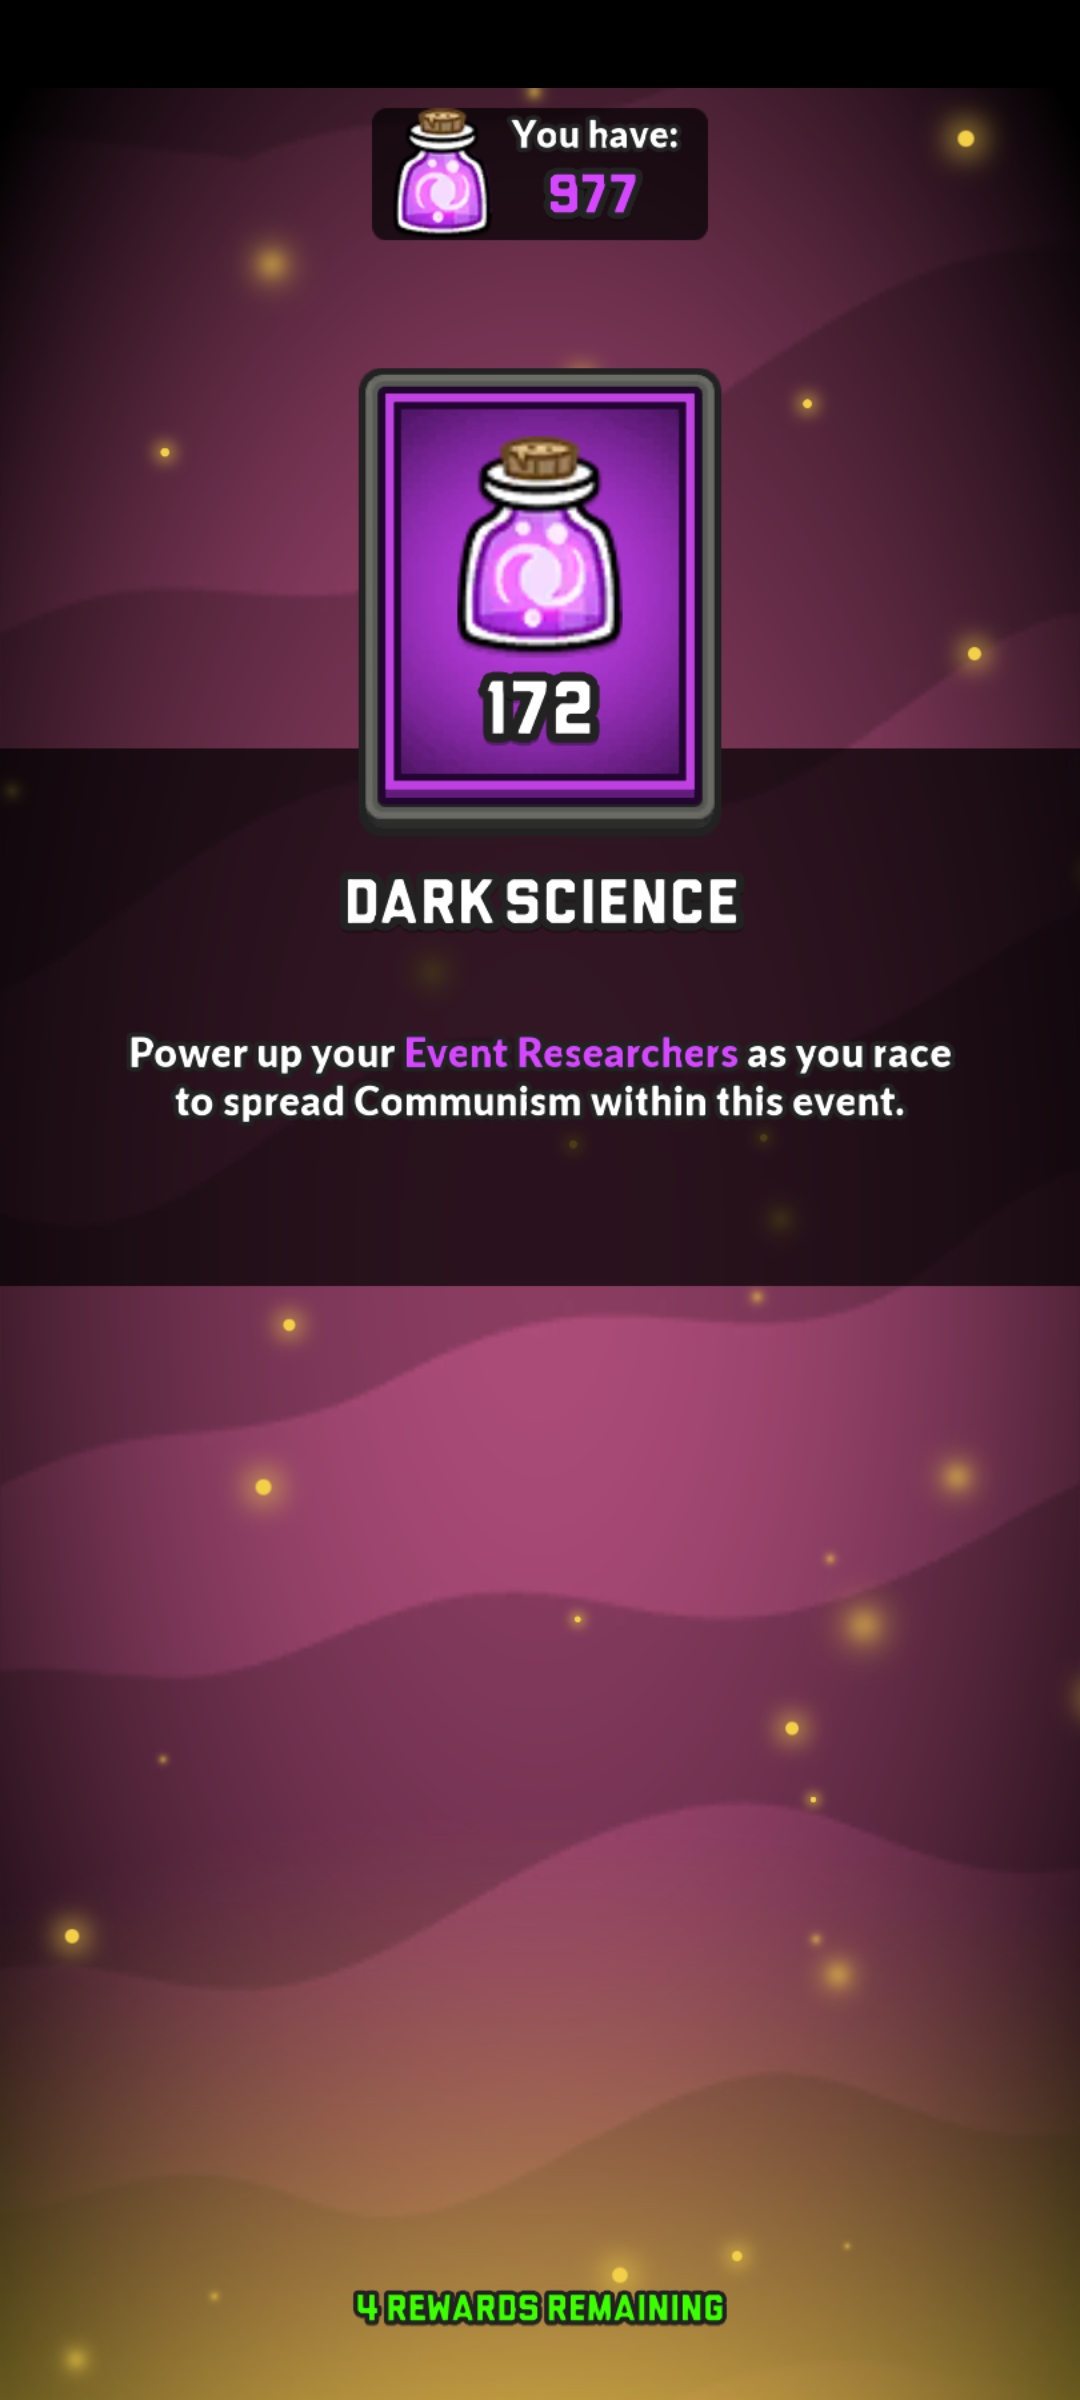 You have:
977
172
DARK SCIENCE
Power up your Event Researchers as you race
to spread Communism within this event.
4 REWARDS REMAINING